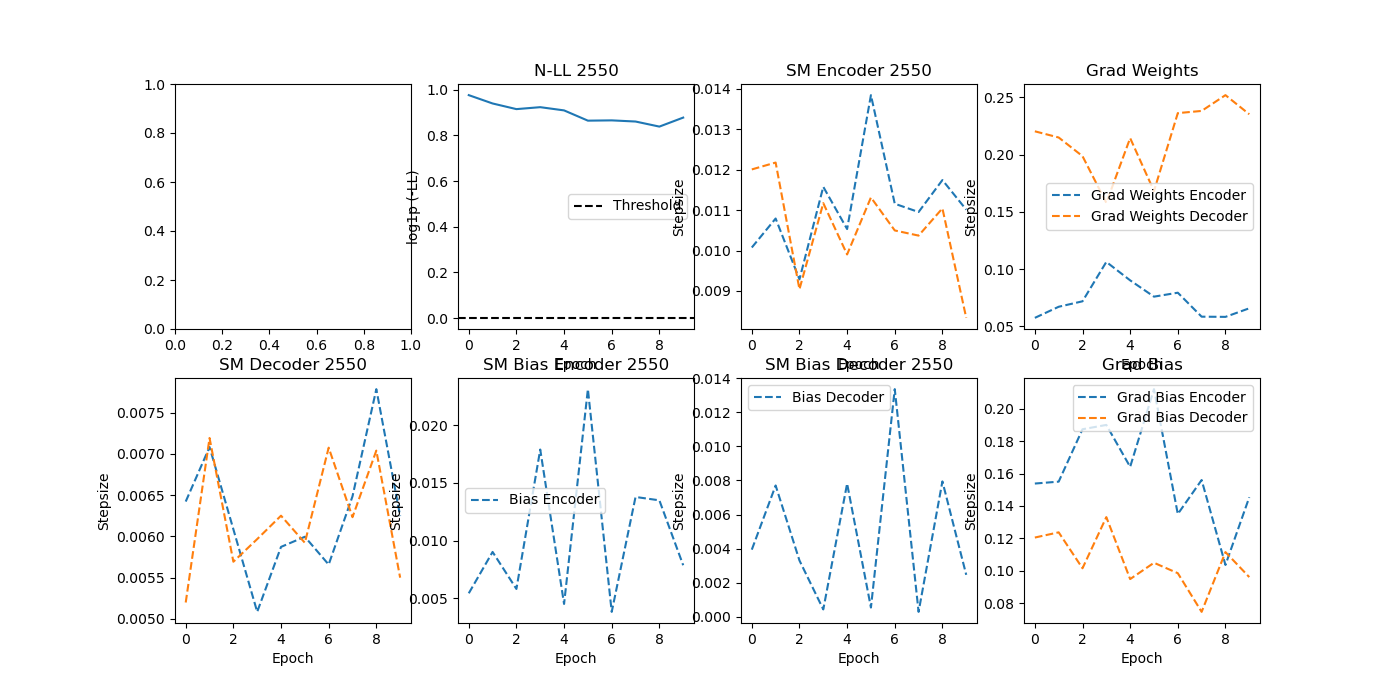 N-LL 2550
SM Encoder 2550
Grad Weights
1.0
0.8
0.6
0.4
0.2
0.0
0.0 0.2 0.4 0.6 0.8 1.0
log1p (-LL)
1.0
0.8
0.6
0.4
0.2
0.0
Threshold
0 2 4 6 8
Epoch
Stepsize
0.014
0.013
0.012
0.011
0.010
0.009
0 2 4 6 8
Epoch
Stepsize
0.25
0.20
0.15
0.10
0.05
Grad Weights Encoder
Grad Weights Decoder
0 2 4 6 8
Epoch
SM Decoder 2550
SM Bias Encoder 2550
SM Bias Decoder 2550
Grad Bias
Stepsize
0.0075
0.0070
0.0065
0.0060
0.0055
0.0050
0 2 4 6 8
Epoch
Stepsize
0.020
0.015
0.010
0.005
Bias Encoder
0 2 4 6 8
Epoch
Stepsize
0.014
0.012
0.010
0.008
0.006
0.004
0.002
0.000
Bias Decoder
0 2 4 6 8
Epoch
0.20
0.18
0.16
0.14
0.12
0.10
0.08
Grad Bias Encoder
Grad Bias Decoder
0 2 4 6 8
Epoch